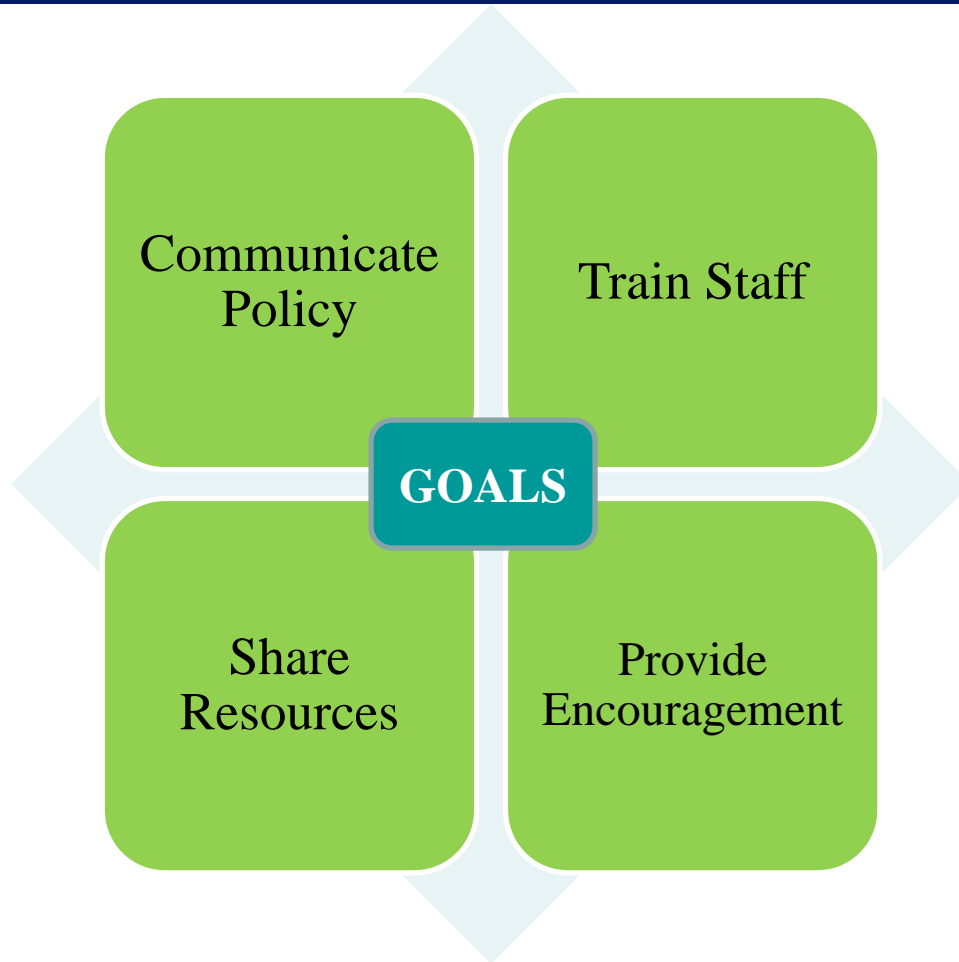 Communicate
Policy
Train Staff
GOALS
Share
Resources
Provide
Encouragement